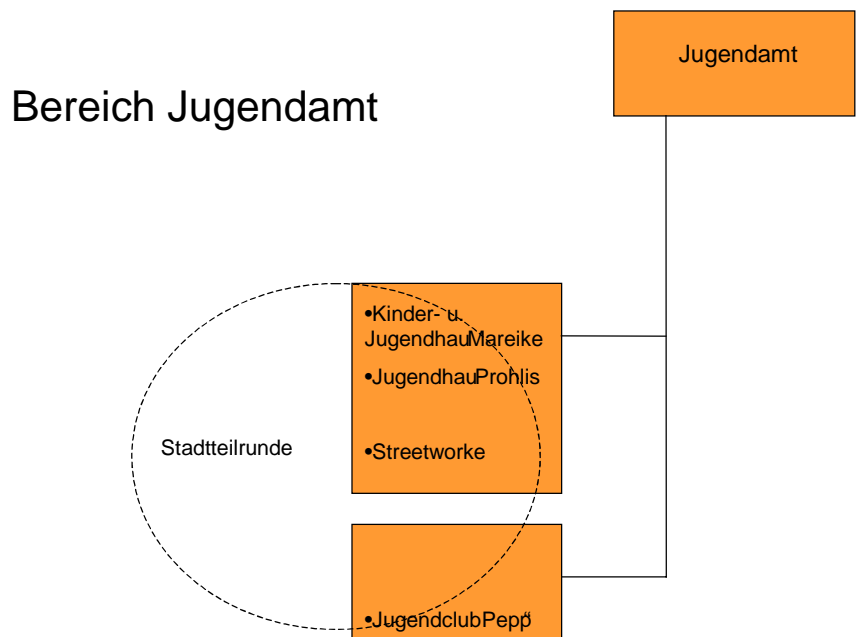 Jugendamt
Bereich Jugendamt
•Kinder- u.
JugendhauMareike
•JugendhauProhlis
Stadtteilrunde
•Streetworke
•JugendclubPepp“